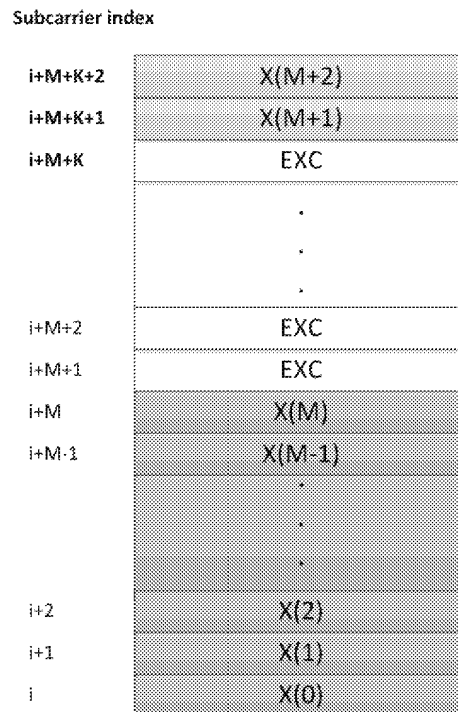 Subcarrier index
i+M+K+2 X(M+2)
i+M+K+1 X(M+1)
i+M+K EXC
.
.
.
i+M+2 EXC
i+M+1 EXC
i+M X(M)
i+M-1 X(M-1)
.
.
.
i+2 X(2)
i+1 X(1)
i X(0)